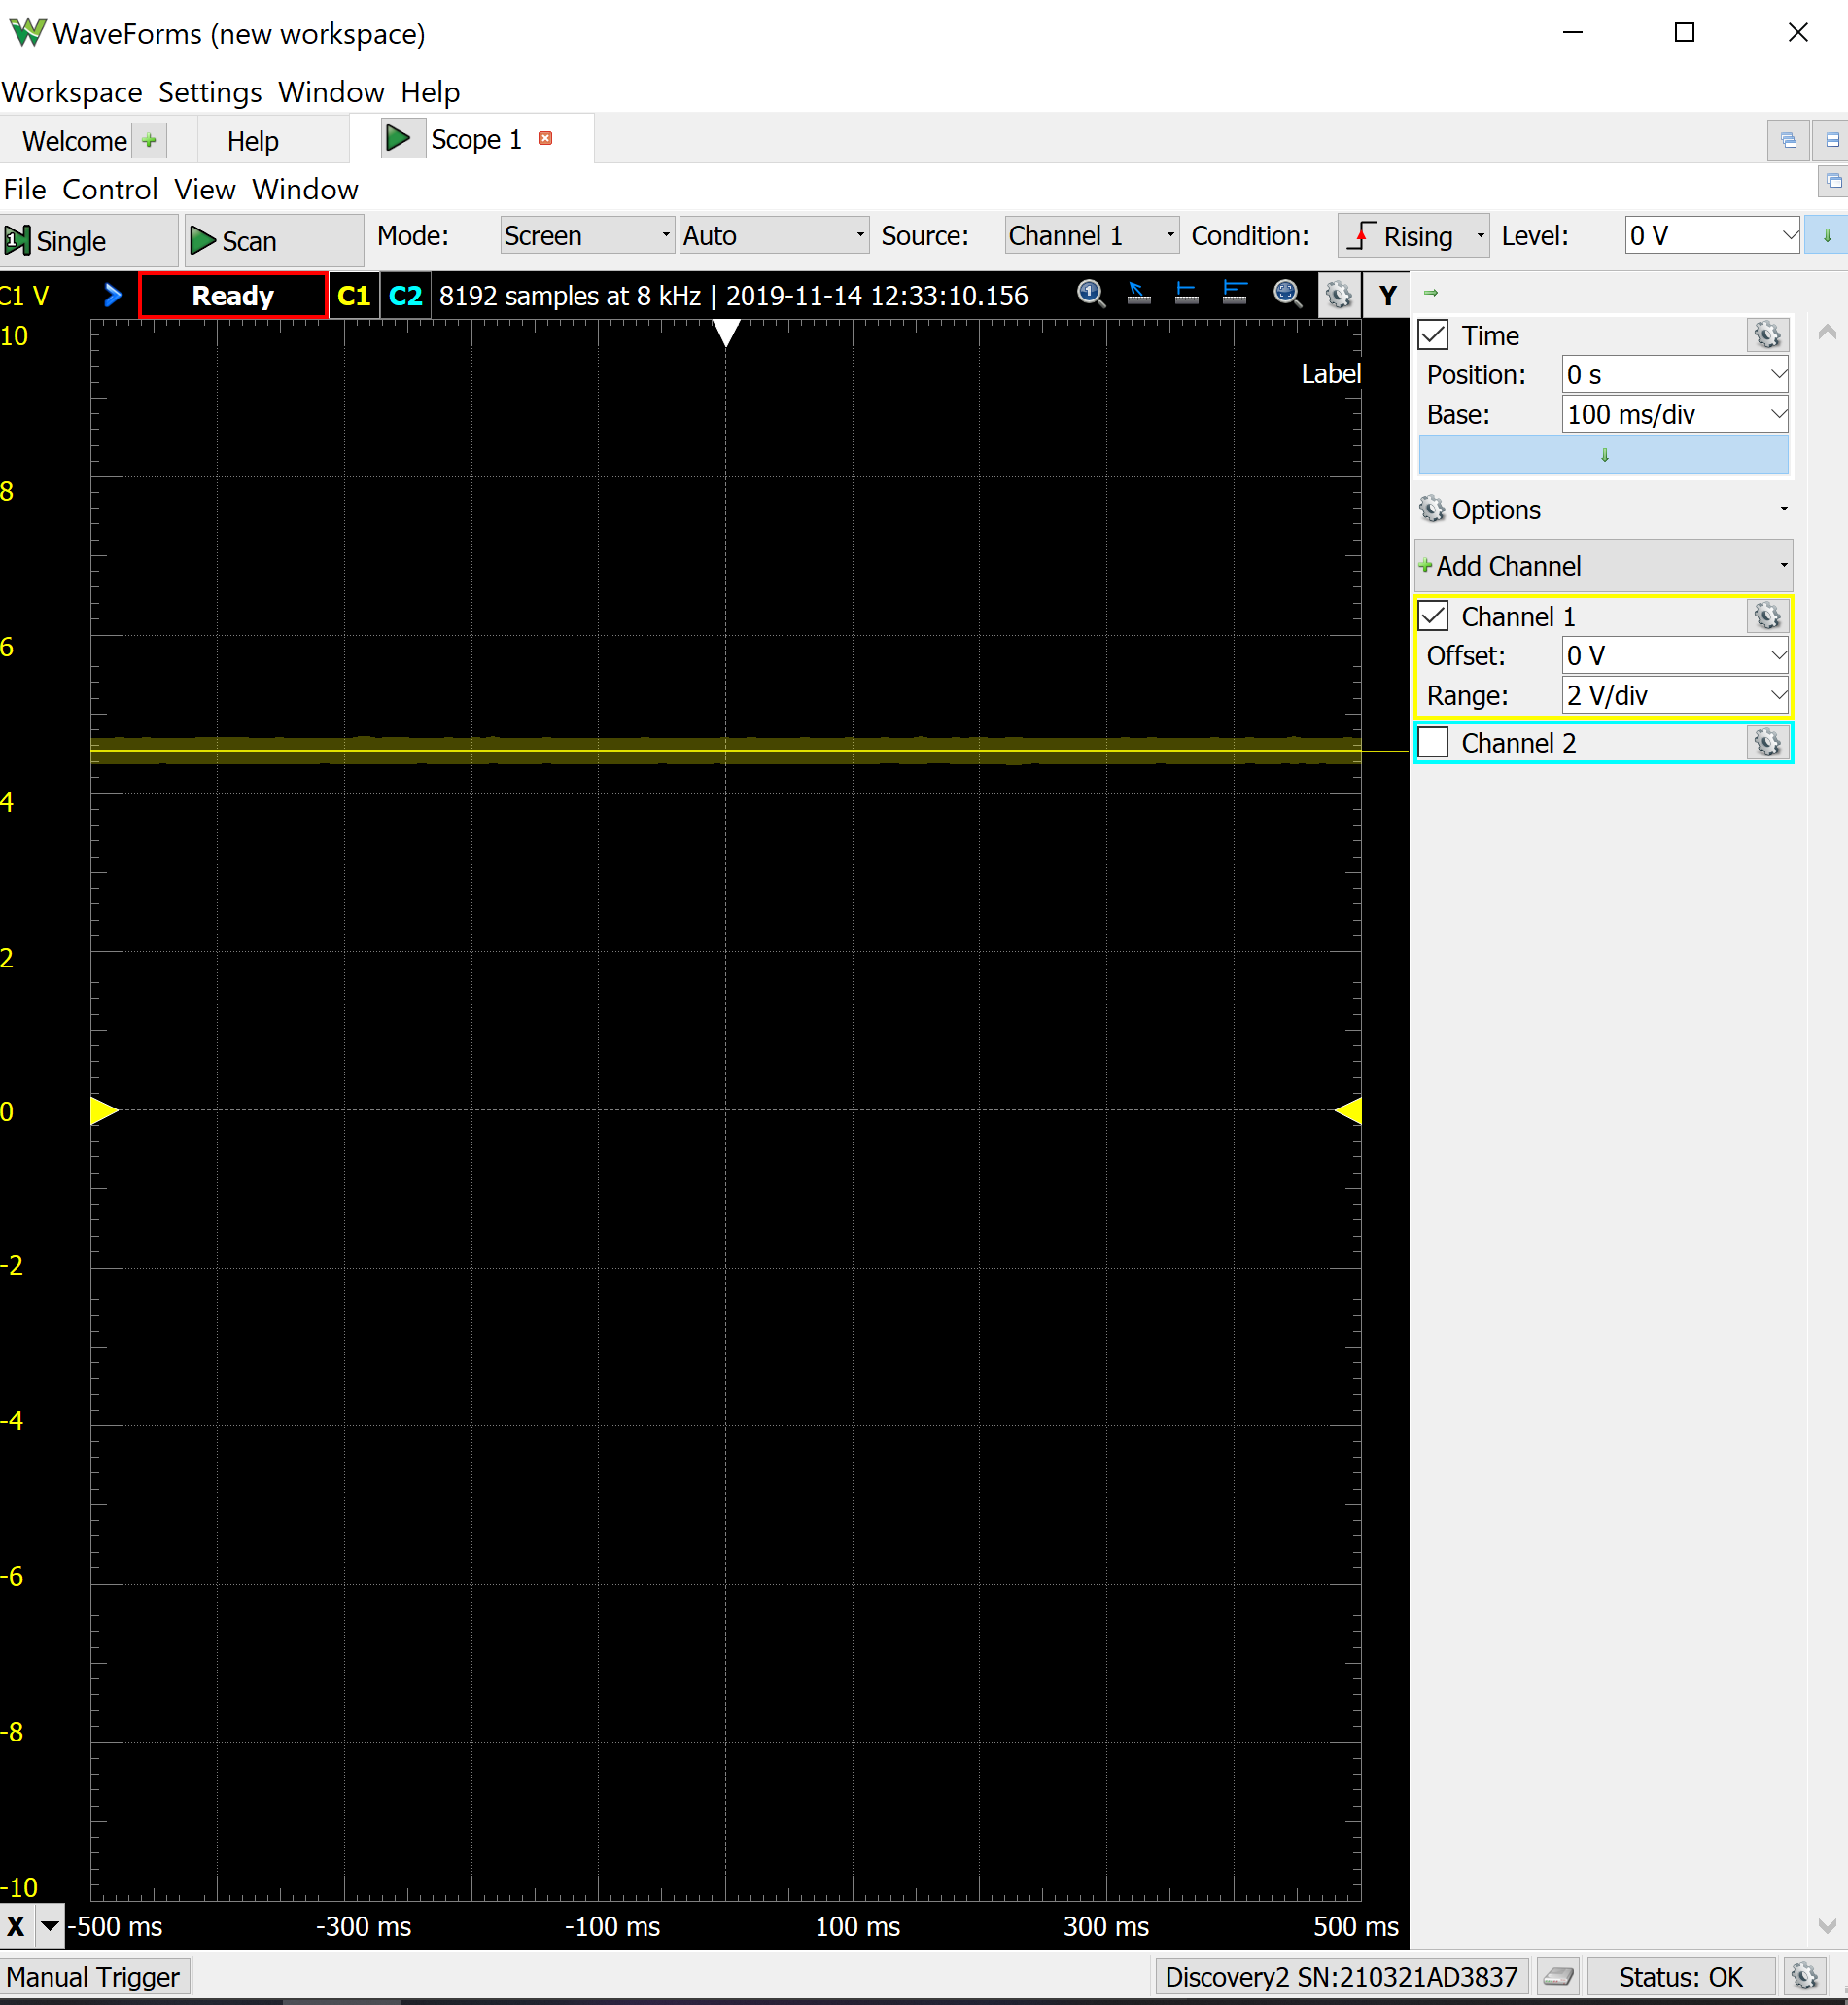 WaveForms (new workspace)
Workspace Settings Window Help
Welcome Help Scope 1
File Control View Window
1 Single Scan Mode: Screen Auto Source: Channel 1 Condition: Rising Level: 0 V
C1 V Ready C1 C2 8192 samples at 8 kHz | 2019-11-14 12:33:10.156 1 Y
Label
10
8
6
4
2
0
-2
-4
-6
-8
-10
X -500 ms -300 ms -100 ms 100 ms 300 ms 500 ms
Time
Position: 0 s
Base: 100 ms/div
Options
Add Channel
Channel 1
Offset: 0 V
Range: 2 V/div
Channel 2
Manual Trigger Discovery2 SN:210321AD3837 Status: OK